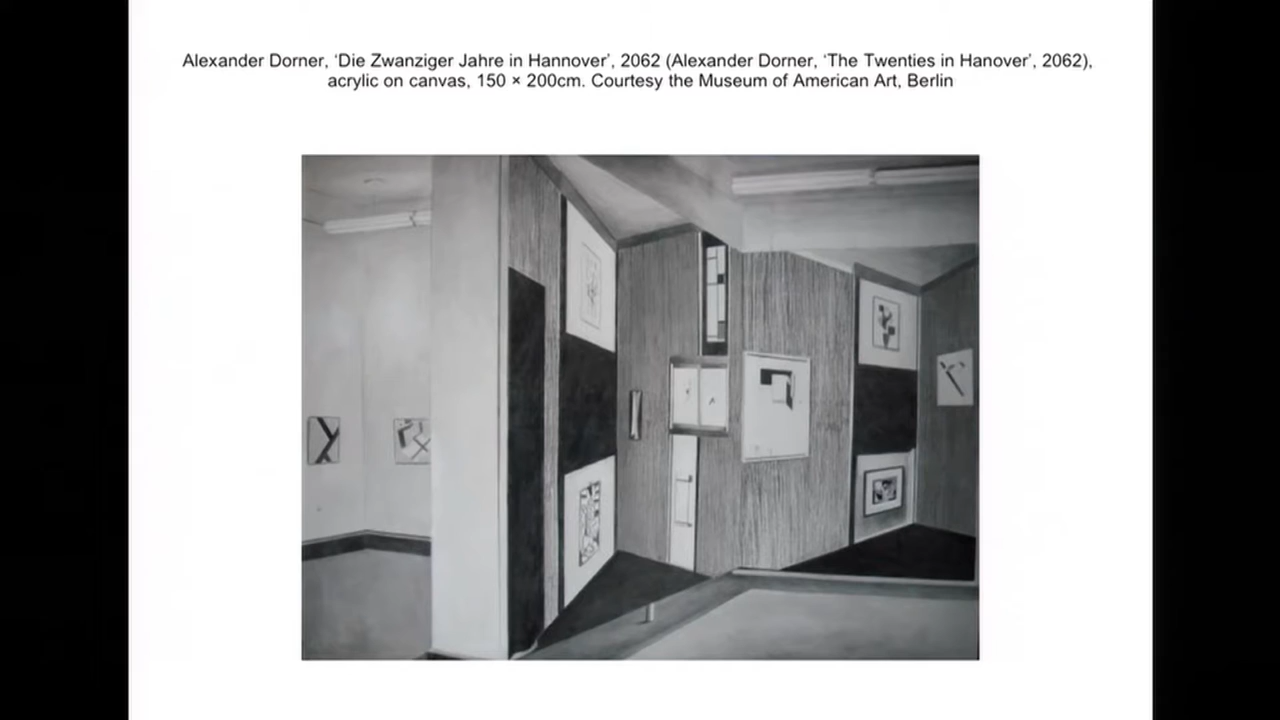 Alexander Dorner, ‘Die Zwanziger Jahre in Hannover’, 2062 (Alexander Dorner, ‘The Twenties in Hanover’, 2062),
acrylic on canvas, 150 × 200cm. Courtesy the Museum of American Art, Berlin